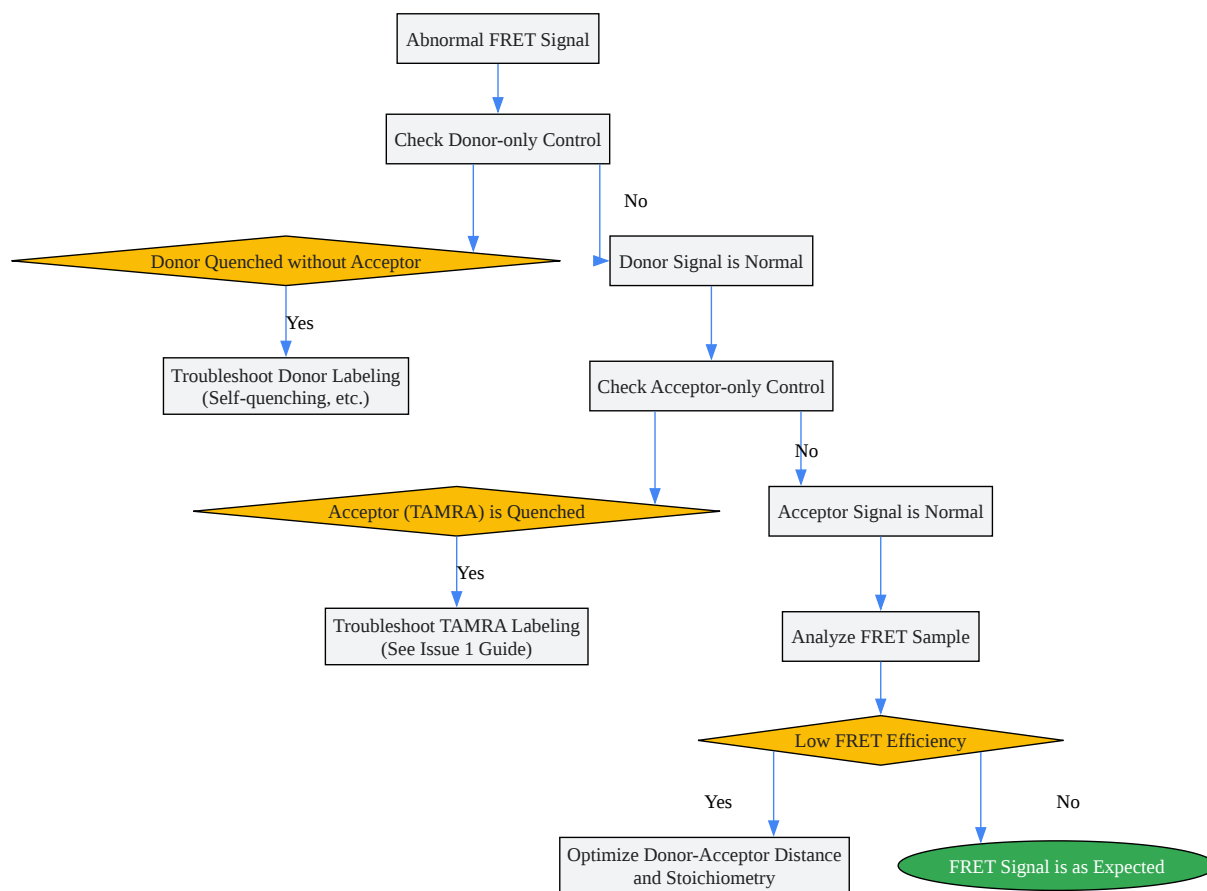 Abnormal FRET Signal
Check Donor-only Control
No
Donor Quenched without Acceptor
Donor Signal is Normal
Yes
Troubleshoot Donor Labeling
(Self-quenching, etc.)
Check Acceptor-only Control
No
Acceptor (TAMRA) is Quenched
Acceptor Signal is Normal
Yes
Troubleshoot TAMRA Labeling
(See Issue 1 Guide)
Analyze FRET Sample
Low FRET Efficiency
Yes
No
Optimize Donor-Acceptor Distance
and Stoichiometry
FRET Signal is as Expected